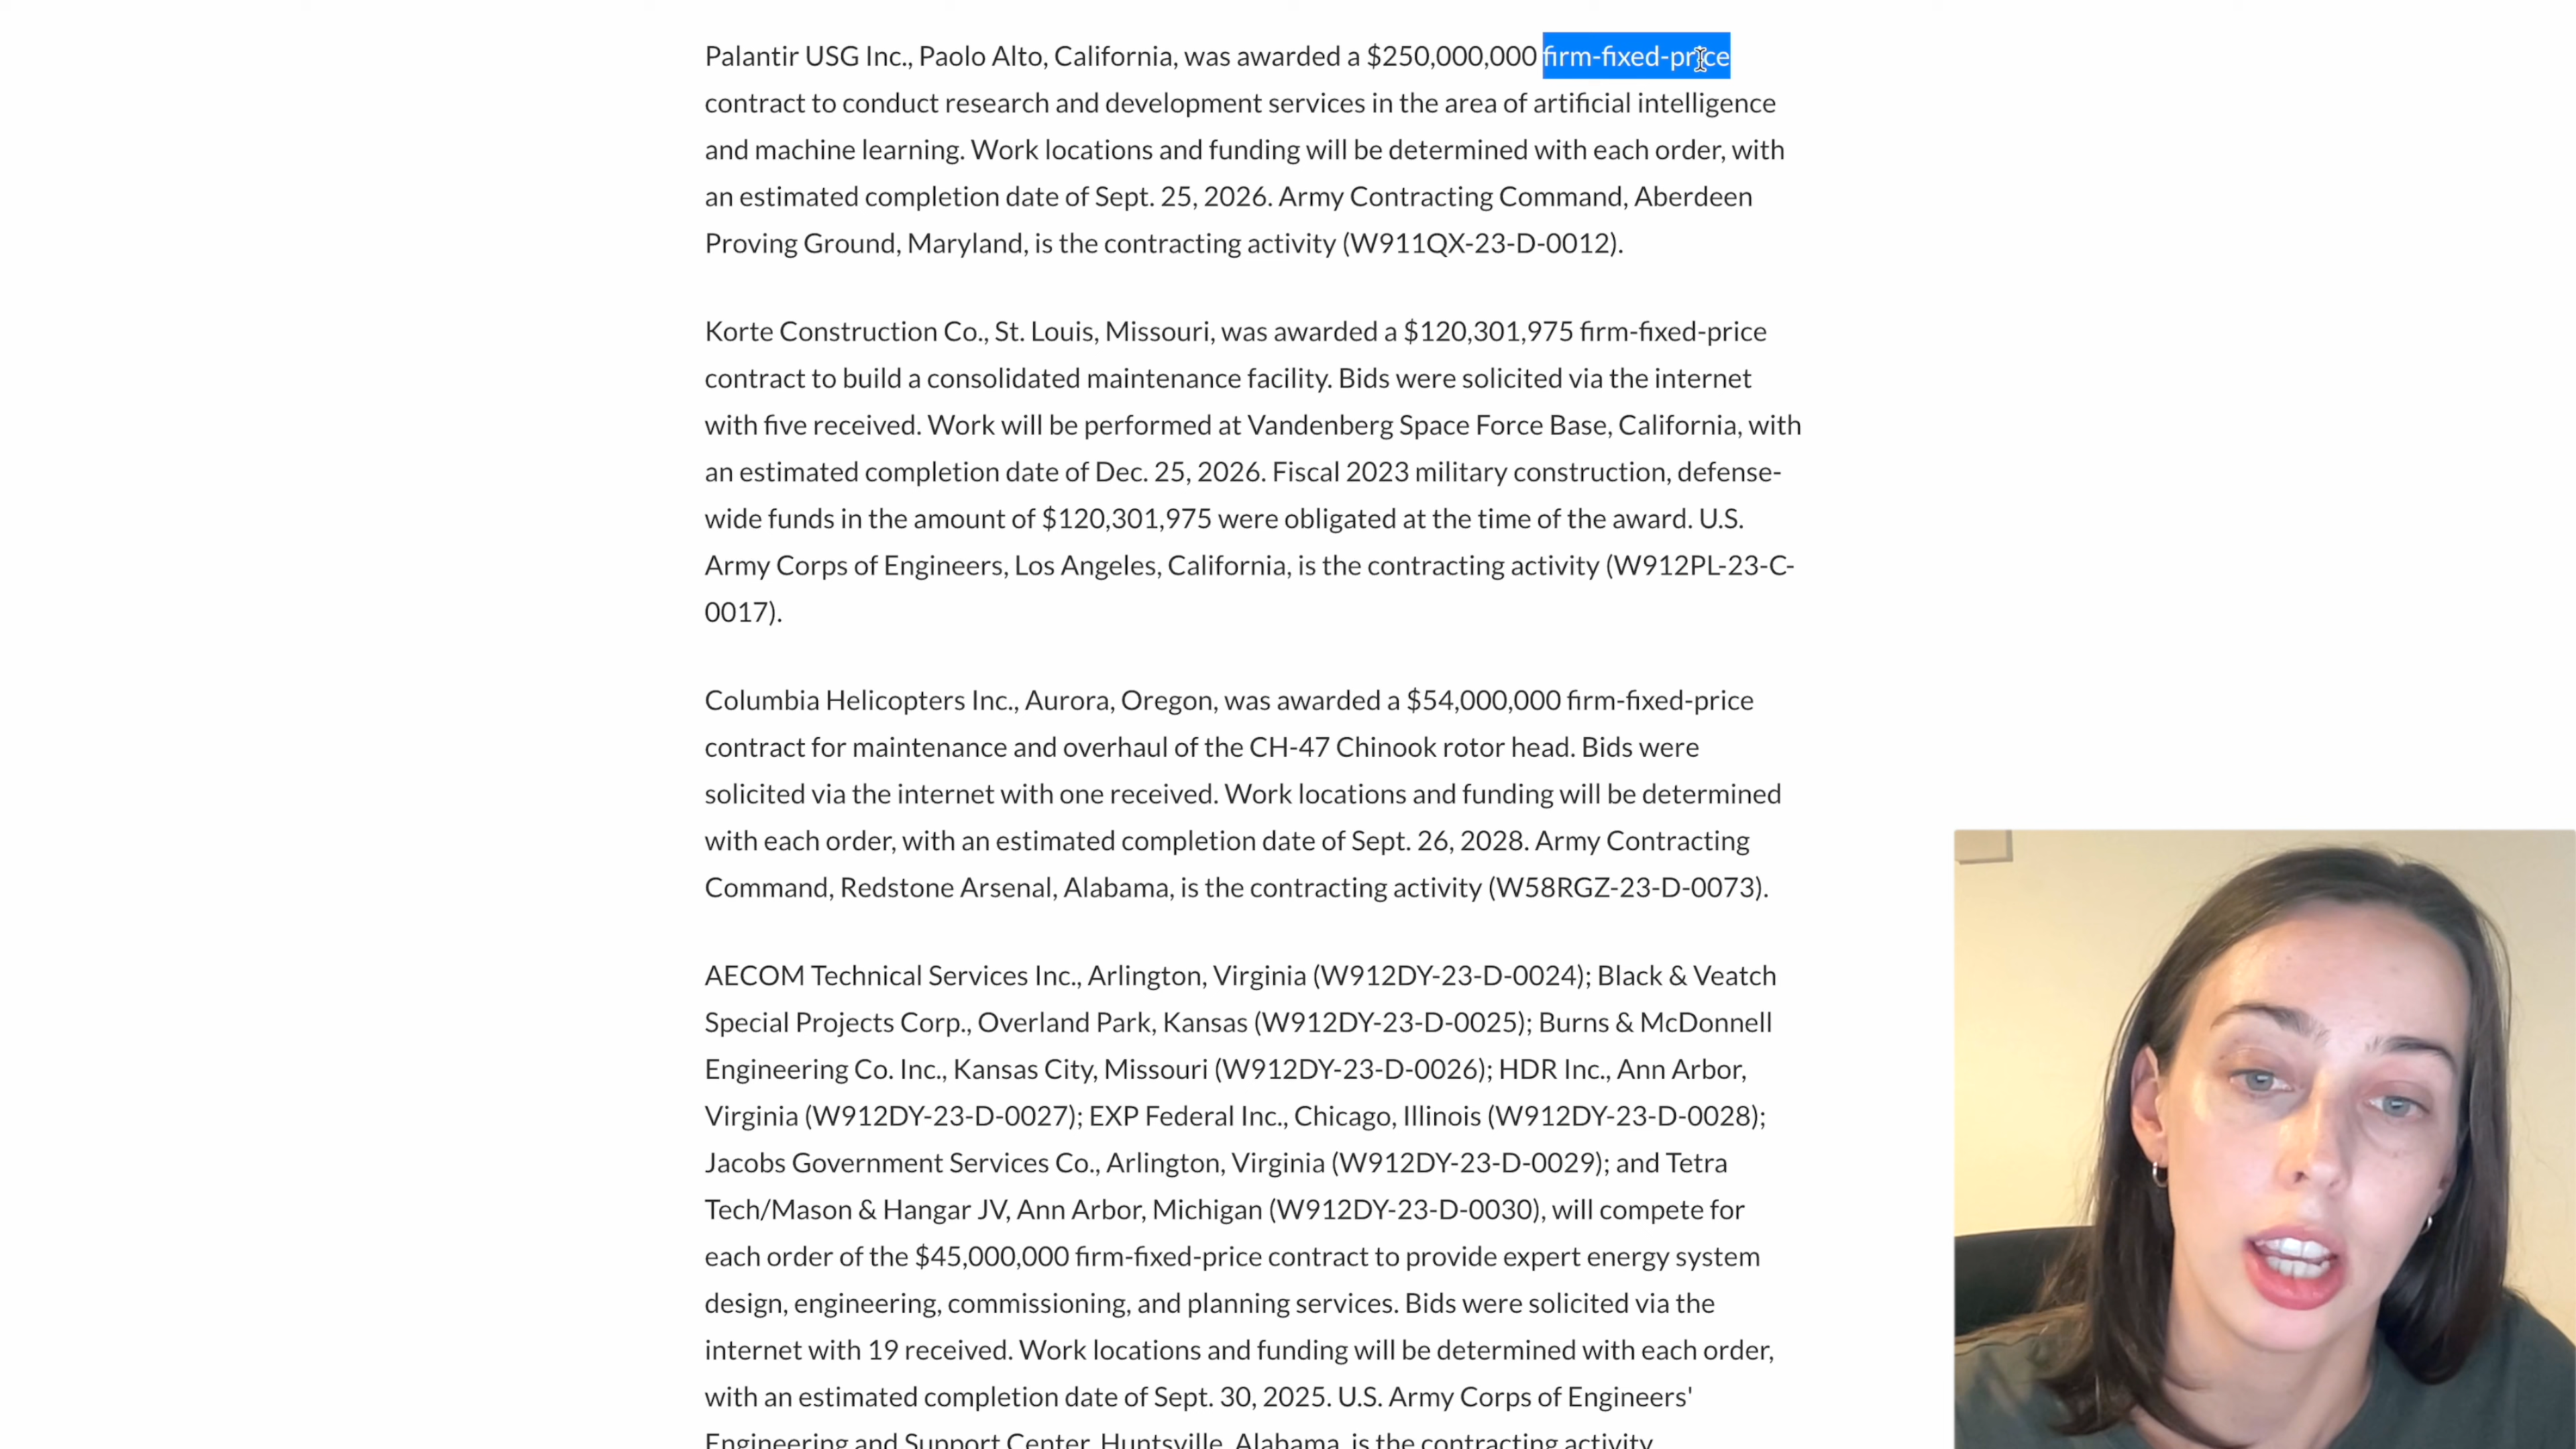 Palantir USG Inc., Paolo Alto, California, was awarded a $250,000,000 firm-fixed-price
contract to conduct research and development services in the area of artificial intelligence
and machine learning. Work locations and funding will be determined with each order, with
an estimated completion date of Sept. 25, 2026. Army Contracting Command, Aberdeen
Proving Ground, Maryland, is the contracting activity (W911QX-23-D-0012).
Korte Construction Co., St. Louis, Missouri, was awarded a $120,301,975 firm-fixed-price
contract to build a consolidated maintenance facility. Bids were solicited via the internet
with five received. Work will be performed at Vandenberg Space Force Base, California, with
an estimated completion date of Dec. 25, 2026. Fiscal 2023 military construction, defense-
wide funds in the amount of $120,301,975 were obligated at the time of the award. U.S.
Army Corps of Engineers, Los Angeles, California, is the contracting activity (W912PL-23-C-
0017).
Columbia Helicopters Inc., Aurora, Oregon, was awarded a $54,000,000 firm-fixed-price
contract for maintenance and overhaul of the CH-47 Chinook rotor head. Bids were
solicited via the internet with one received. Work locations and funding will be determined
with each order, with an estimated completion date of Sept. 26, 2028. Army Contracting
Command, Redstone Arsenal, Alabama, is the contracting activity (W58RGZ-23-D-0073).
AECOM Technical Services Inc., Arlington, Virginia (W912DY-23-D-0024); Black & Veatch
Special Projects Corp., Overland Park, Kansas (W912DY-23-D-0025); Burns & McDonnell
Engineering Co. Inc., Kansas City, Missouri (W912DY-23-D-0026); HDR Inc., Ann Arbor,
Virginia (W912DY-23-D-0027); EXP Federal Inc., Chicago, Illinois (W912DY-23-D-0028);
Jacobs Government Services Co., Arlington, Virginia (W912DY-23-D-0029); and Tetra
Tech/Mason & Hangar JV, Ann Arbor, Michigan (W912DY-23-D-0030), will compete for
each order of the $45,000,000 firm-fixed-price contract to provide expert energy system
design, engineering, commissioning, and planning services. Bids were solicited via the
internet with 19 received. Work locations and funding will be determined with each order,
with an estimated completion date of Sept. 30, 2025. U.S. Army Corps of Engineers'
Engineering and Support Center, Huntsville, Alabama, is the contracting activity